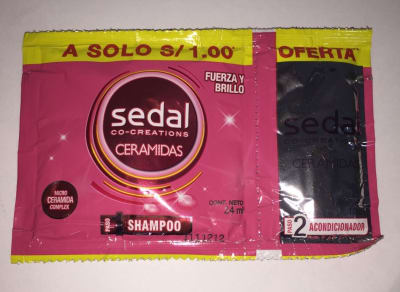 A SOLO S/1.00
OFERTA
FUERZA Y
BRILLO
sedal
CO-CREATIONS
CERAMIDAS
MICRO
CERAMIDA
COMPLEX
CONT. NETO
24 ml
PASO 1
SHAMPOO
sedal
CERAMIDAS
PASO 2
ACONDICIONADOR